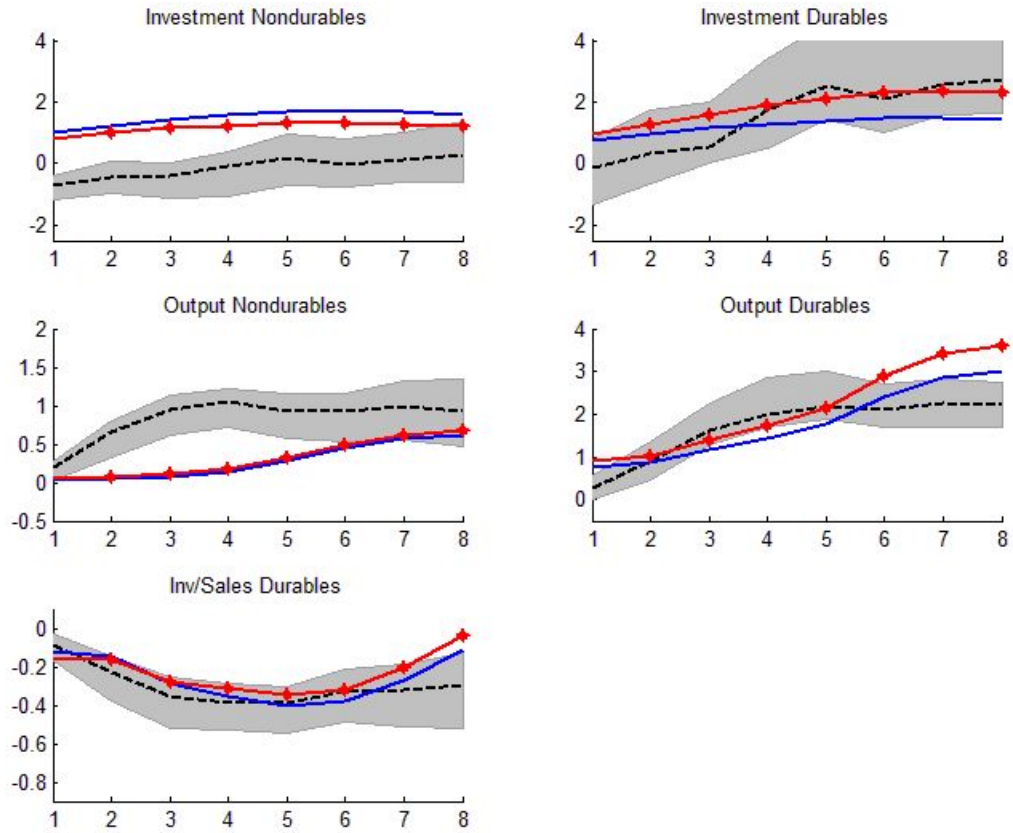 Investment Nondurables
4
2
0
-2
1 2 3 4 5 6 7 8
Investment Durables
4
2
0
-2
1 2 3 4 5 6 7 8
Output Nondurables
2
1.5
1
0.5
0
-0.5
1 2 3 4 5 6 7 8
Output Durables
4
3
2
1
0
1 2 3 4 5 6 7 8
Inv/Sales Durables
0
-0.2
-0.4
-0.6
-0.8
1 2 3 4 5 6 7 8